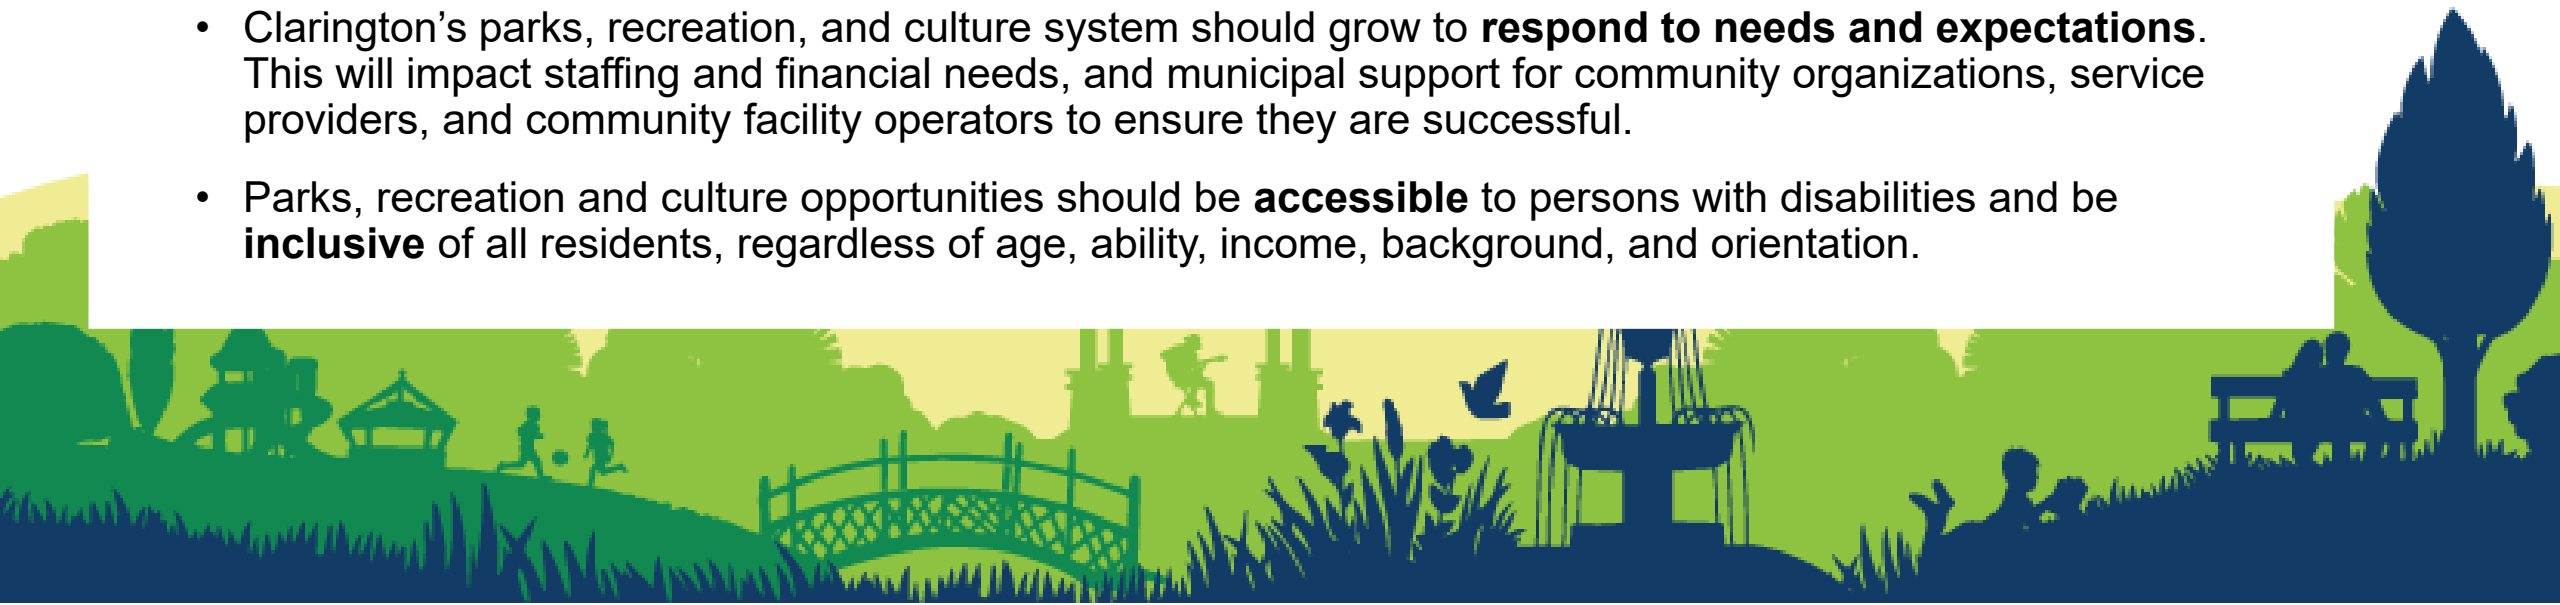 • Clarington’s parks, recreation, and culture system should grow to respond to needs and expectations.
This will impact staffing and financial needs, and municipal support for community organizations, service
providers, and community facility operators to ensure they are successful.
• Parks, recreation and culture opportunities should be accessible to persons with disabilities and be
inclusive of all residents, regardless of age, ability, income, background, and orientation.